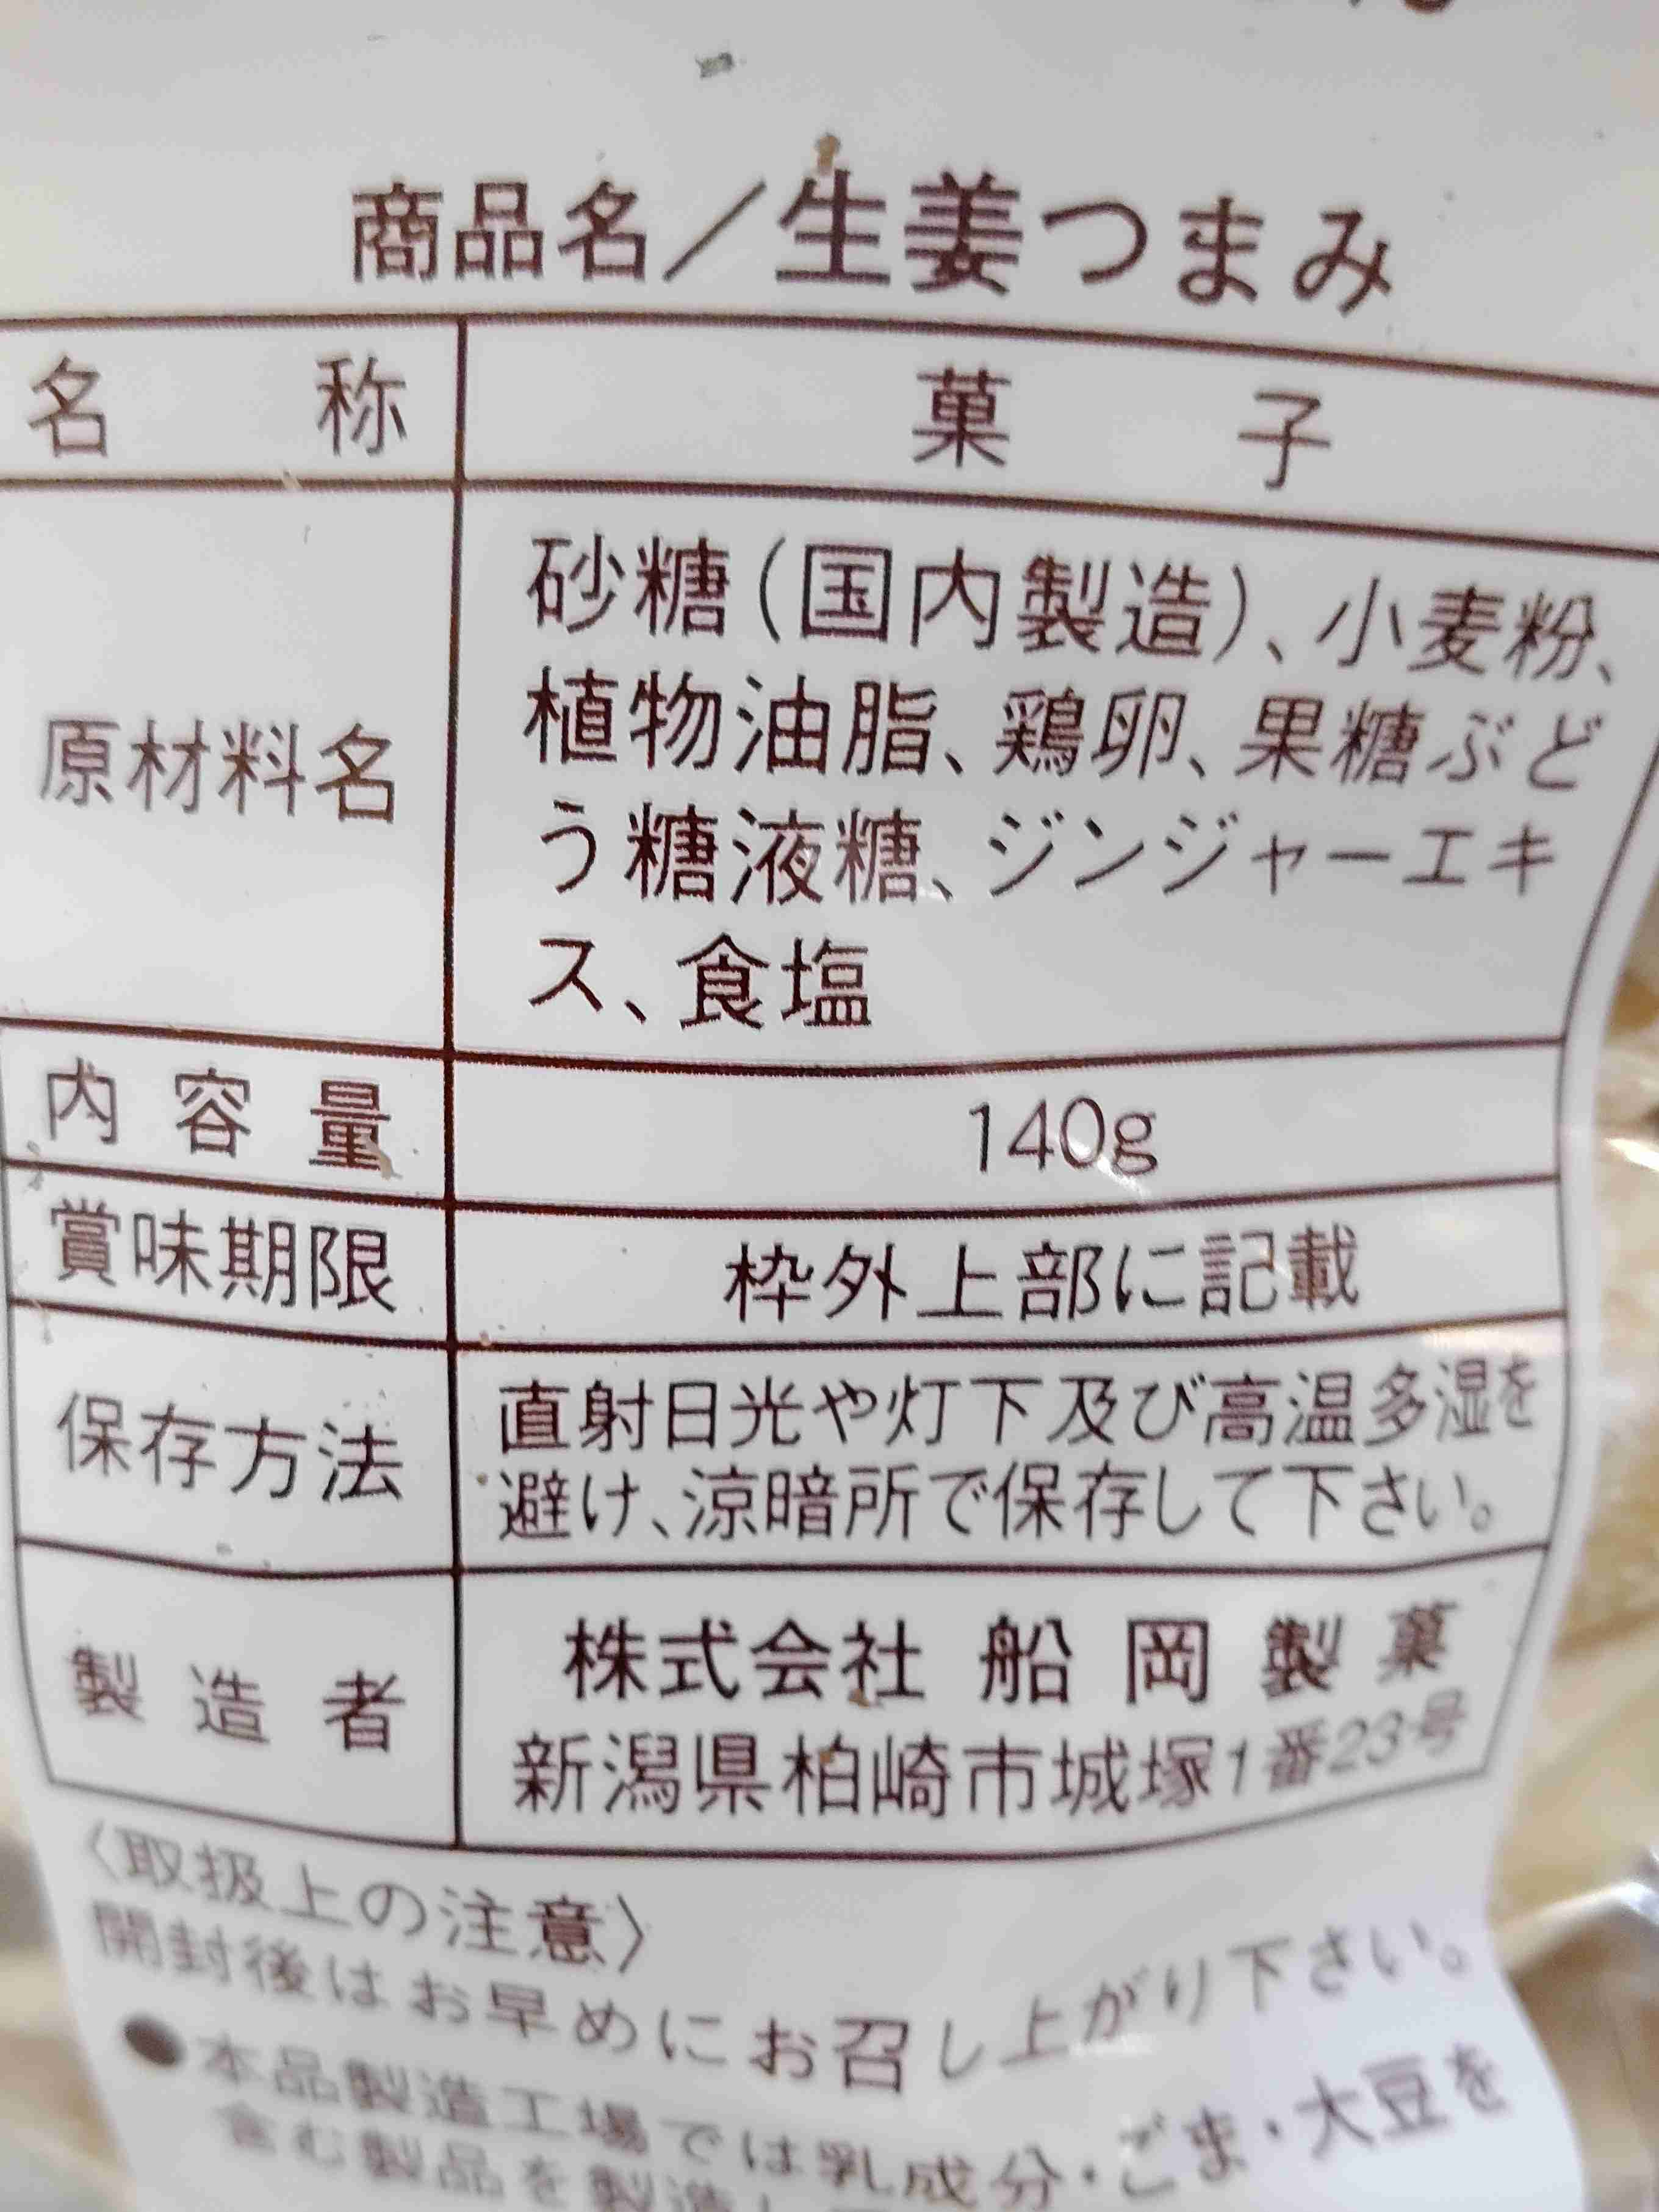 商品名／生姜つまみ
名称 菓子
原材料名
砂糖（国内製造）、小麦粉、
植物油脂、鶏卵、果糖ぶど
う糖液糖、ジンジャーエキ
ス、食塩
内容量 140g
賞味期限 枠外上部に記載
保存方法
直射日光や灯下及び高温多湿を
避け、涼暗所で保存して下さい。
製造者
株式会社 船岡製菓
新潟県柏崎市城塚1番23号
〈取扱上の注意〉
開封後はお早めにお召し上がり下さい。
●本品製造工場では乳成分・ごま・大豆を
含む製品を製造し